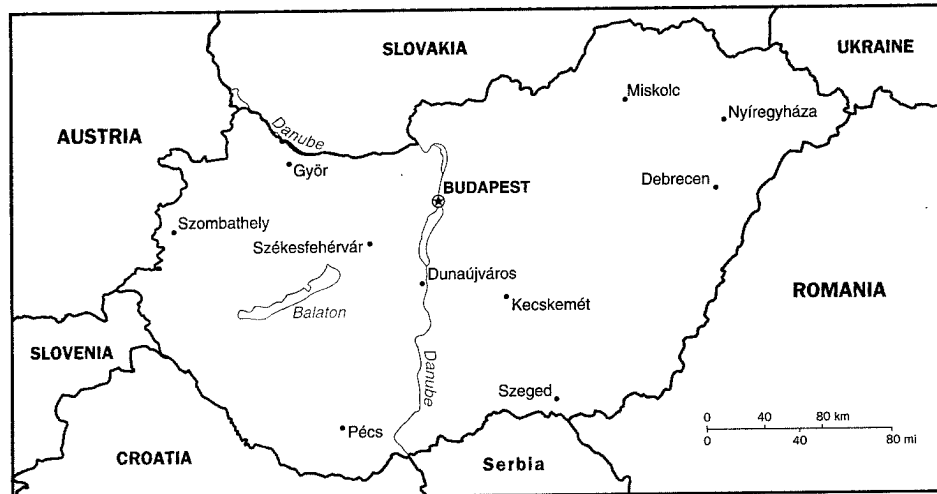 SLOVAKIA
UKRAINE
AUSTRIA
Danube
Miskolc
Nyíregyháza
Györ
BUDAPEST
Debrecen
Szombathely
Székesfehérvár
Dunaújváros
Balaton
Kecskemét
ROMANIA
SLOVENIA
Danube
Szeged
Pécs
CROATIA
Serbia
0 40 80 km
0 40 80 mi